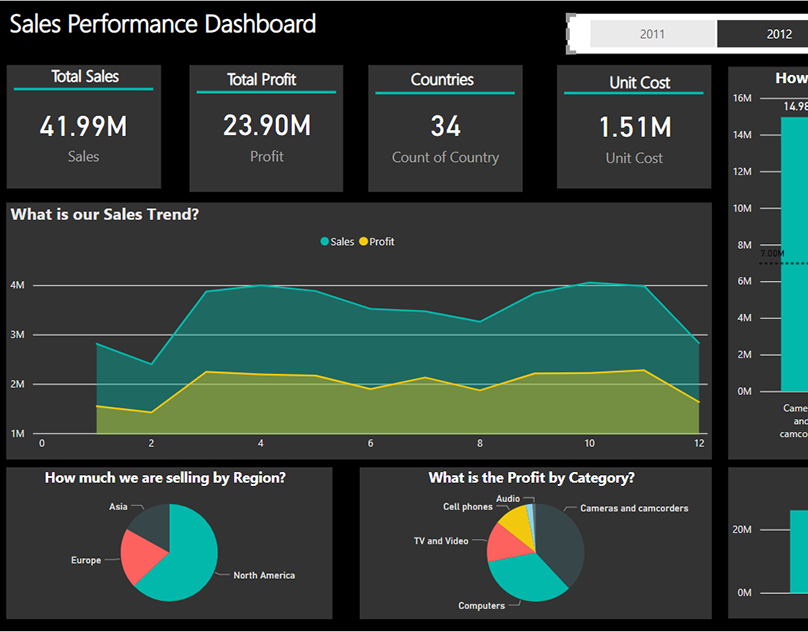 Sales Performance Dashboard
2011
2012
Total Sales
41.99M
Sales
Total Profit
23.90M
Profit
Countries
34
Count of Country
Unit Cost
1.51M
Unit Cost
How
16M
14.98
14M
12M
10M
8M
7.00M
6M
4M
2M
0M
Came
and
camcor
What is our Sales Trend?
Sales Profit
4M
3M
2M
1M
0 2 4 6 8 10 12
How much we are selling by Region?
Asia
Europe
North America
What is the Profit by Category?
Audio
Cell phones
Cameras and camcorders
TV and Video
Computers
20M
0M